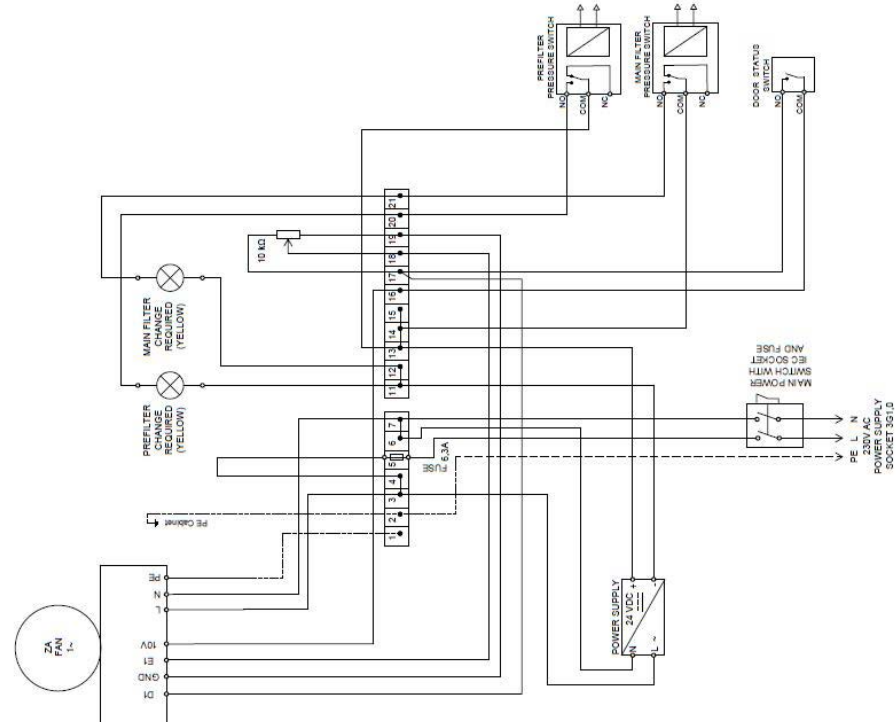 PREFILTER
PRESSURE SWITCH
NO
COM
NC
MAIN FILTER
PRESSURE SWITCH
NO
COM
NC
DOOR STATUS
SWITCH
NO
COM
21
20
19
18
17
16
15
14
13
12
11
10 kΩ
MAIN FILTER
CHANGE
REQUIRED
(YELLOW)
PREFILTER
CHANGE
REQUIRED
(YELLOW)
7
6
5
4
3
2
1
FUSE
6,3A
MAIN POWER
SWITCH WITH
IEC SOCKET
AND FUSE
PE L N
230V AC
POWER SUPPLY
SOCKET 3G1,0
PE Cabinet
ZA
FAN
1~
PE
N
L
10V
E1
GND
D1
POWER SUPPLY
24 VDC
+
-
N
L ~